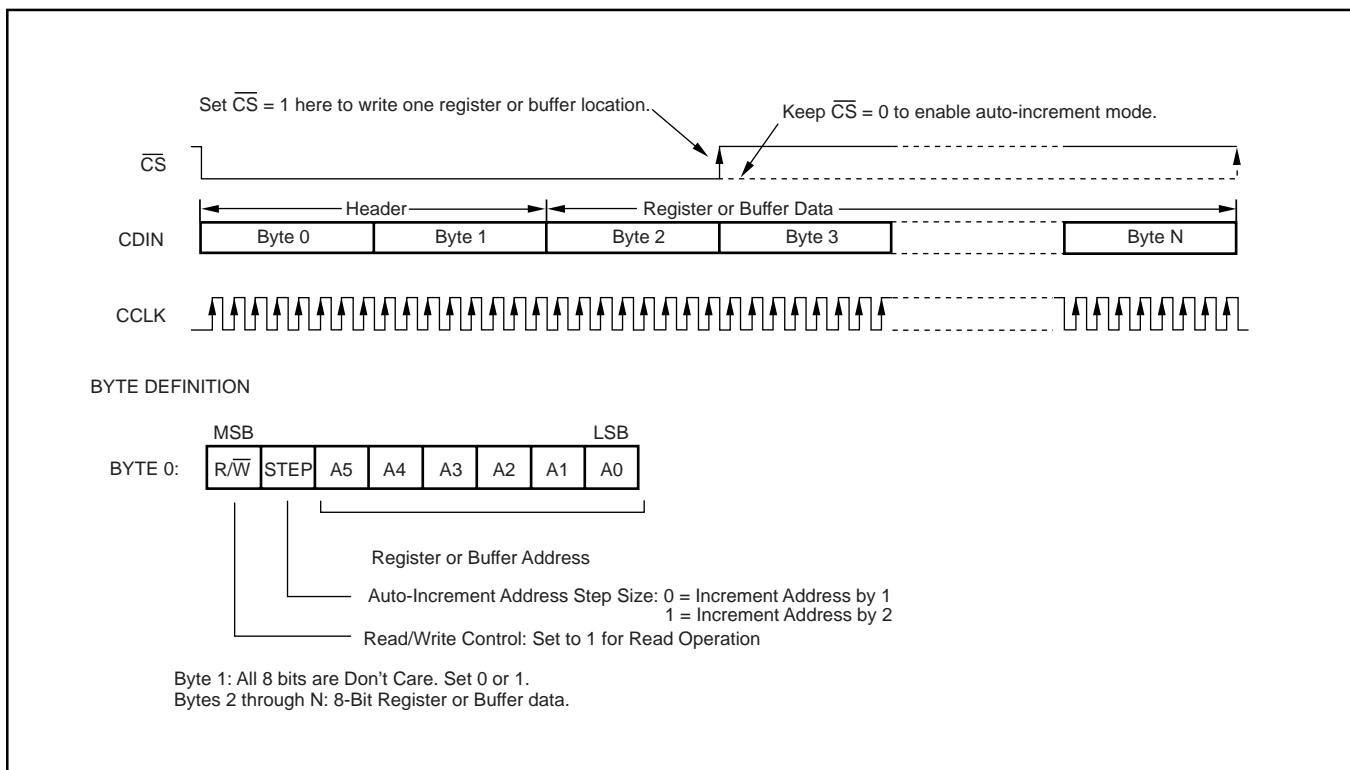 Set C̅S̅ = 1 here to write one register or buffer location.
Keep C̅S̅ = 0 to enable auto-increment mode.
C̅S̅
Header
Register or Buffer Data
CDIN
Byte 0
Byte 1
Byte 2
Byte 3
Byte N
CCLK
BYTE DEFINITION
MSB
LSB
BYTE 0:
R/W̅
STEP
A5
A4
A3
A2
A1
A0
Register or Buffer Address
Auto-Increment Address Step Size: 0 = Increment Address by 1
1 = Increment Address by 2
Read/Write Control: Set to 1 for Read Operation
Byte 1: All 8 bits are Don’t Care. Set 0 or 1.
Bytes 2 through N: 8-Bit Register or Buffer data.